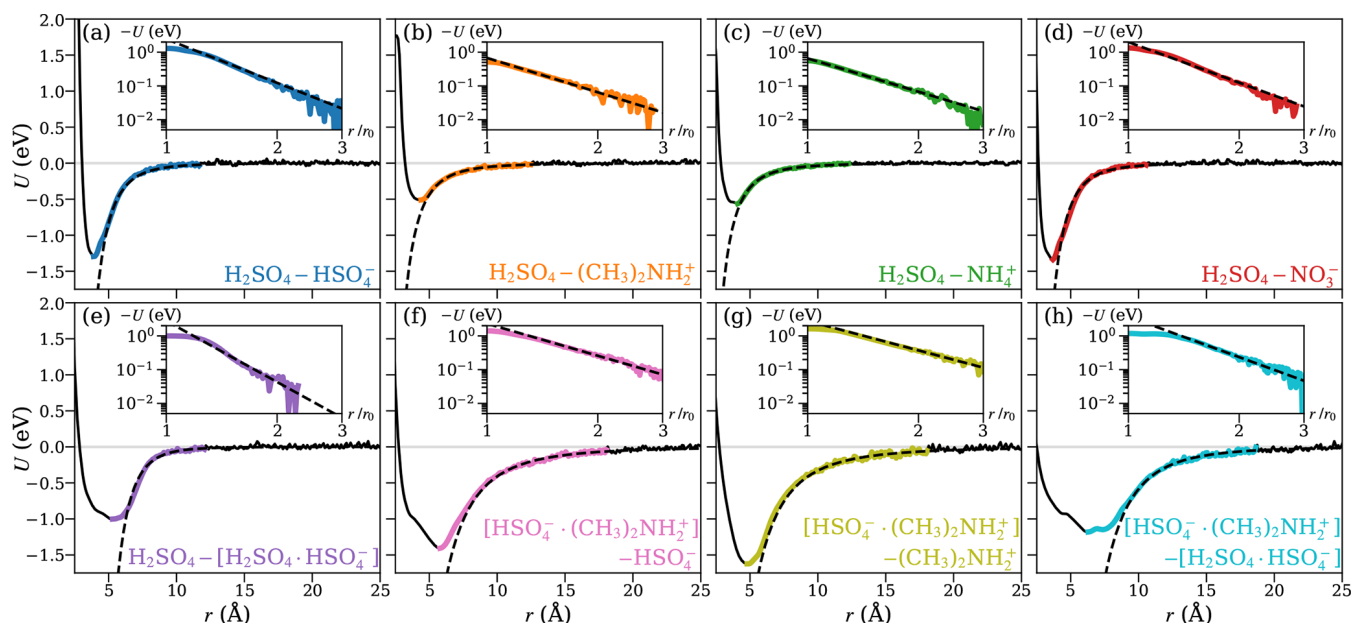 (a)
−U (eV)
10⁰
10⁻¹
10⁻²
1 2 3
r/r₀
H₂SO₄−HSO₄⁻
(b)
−U (eV)
10⁰
10⁻¹
10⁻²
1 2 3
r/r₀
H₂SO₄−(CH₃)₂NH₂⁺
(c)
−U (eV)
10⁰
10⁻¹
10⁻²
1 2 3
r/r₀
H₂SO₄−NH₄⁺
(d)
−U (eV)
10⁰
10⁻¹
10⁻²
1 2 3
r/r₀
H₂SO₄−NO₃⁻
U (eV)
2.0
1.5
1.0
0.5
0.0
−0.5
−1.0
−1.5
(e)
−U (eV)
10⁰
10⁻¹
10⁻²
1 2 3
r/r₀
H₂SO₄−[H₂SO₄·HSO₄⁻]
(f)
−U (eV)
10⁰
10⁻¹
10⁻²
1 2 3
r/r₀
[HSO₄⁻·(CH₃)₂NH₂⁺]
−HSO₄⁻
(g)
−U (eV)
10⁰
10⁻¹
10⁻²
1 2 3
r/r₀
[HSO₄⁻·(CH₃)₂NH₂⁺]
−(CH₃)₂NH₂⁺
(h)
−U (eV)
10⁰
10⁻¹
10⁻²
1 2 3
r/r₀
[HSO₄⁻·(CH₃)₂NH₂⁺]
−[H₂SO₄·HSO₄⁻]
U (eV)
2.0
1.5
1.0
0.5
0.0
−0.5
−1.0
−1.5
5 10 15 20 25
r (Å)
5 10 15 20 25
r (Å)
5 10 15 20 25
r (Å)
5 10 15 20 25
r (Å)